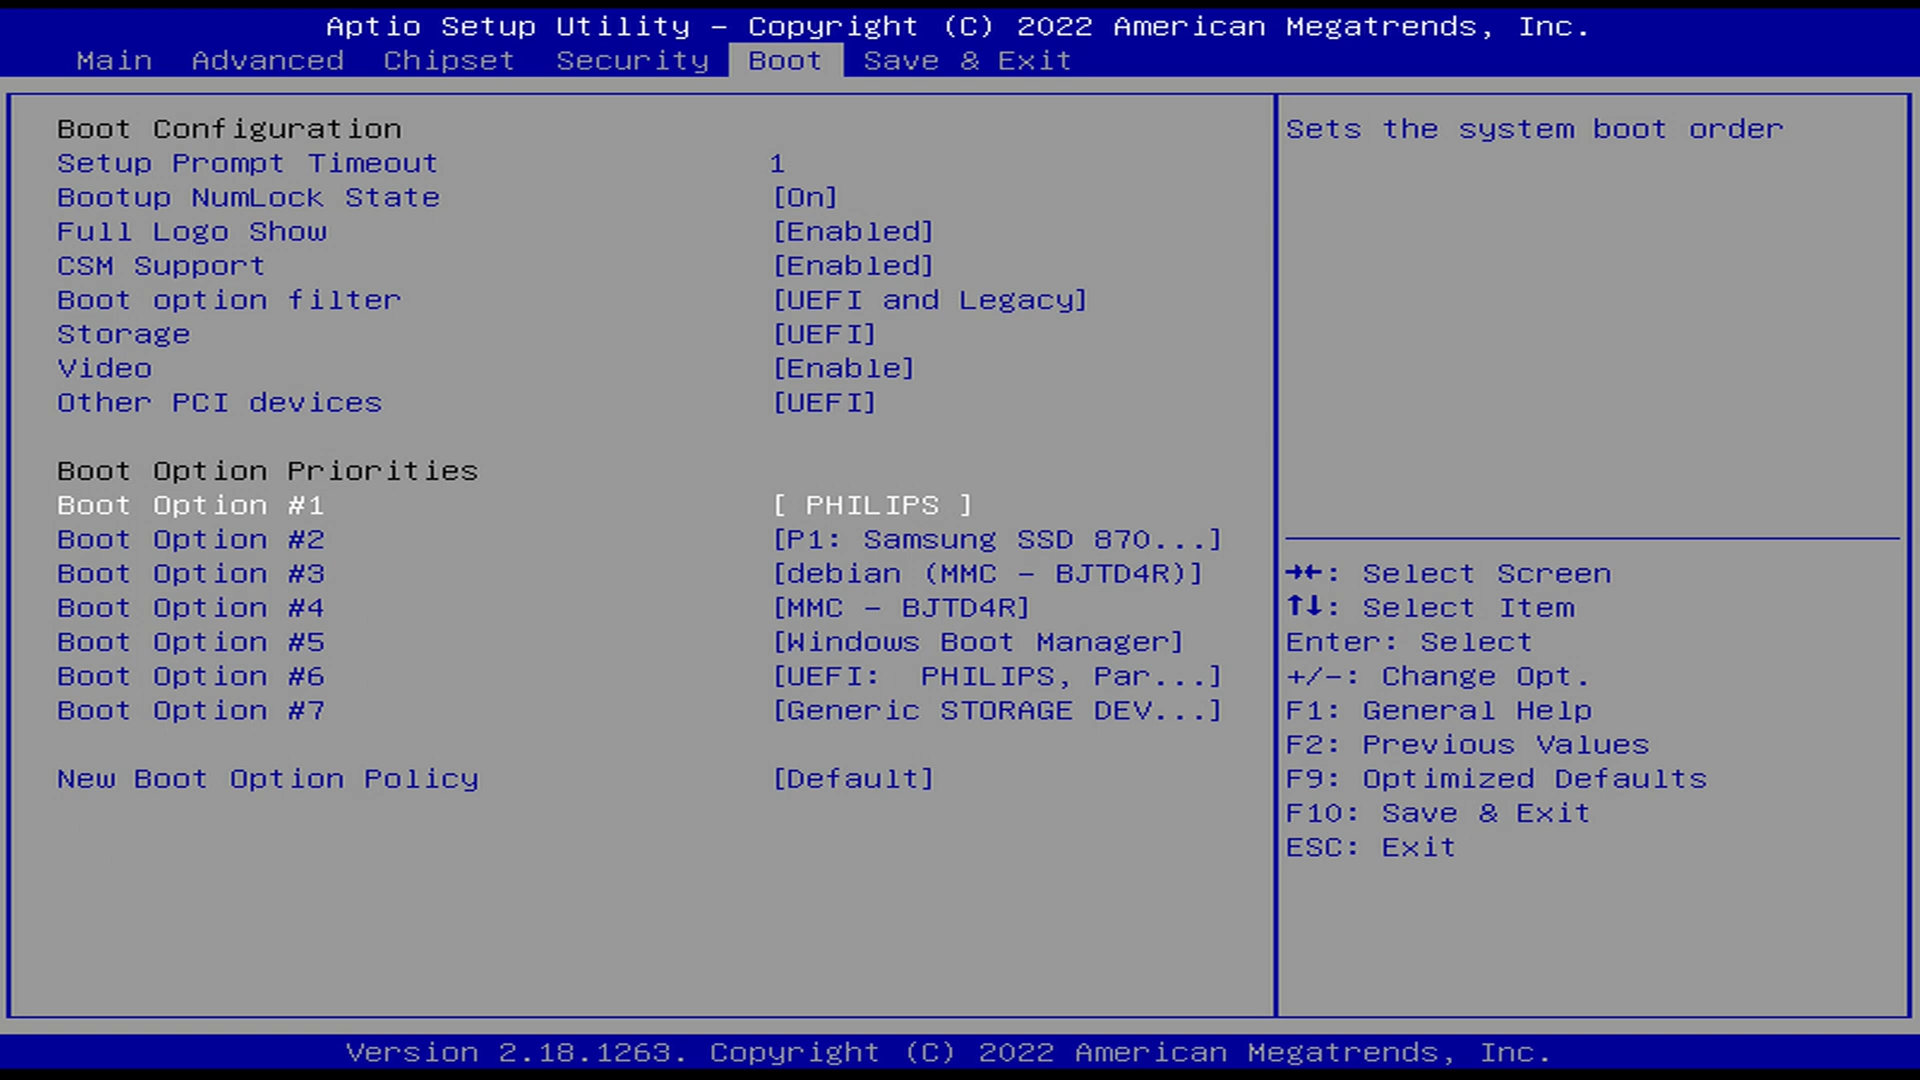 Aptio Setup Utility – Copyright (C) 2022 American Megatrends, Inc.
Main Advanced Chipset Security Boot Save & Exit
Boot Configuration
Setup Prompt Timeout 1
Bootup NumLock State [On]
Full Logo Show [Enabled]
CSM Support [Enabled]
Boot option filter [UEFI and Legacy]
Storage [UEFI]
Video [Enable]
Other PCI devices [UEFI]
Boot Option Priorities
Boot Option #1 [ PHILIPS ]
Boot Option #2 [P1: Samsung SSD 870...]
Boot Option #3 [debian (MMC – BJTD4R)]
Boot Option #4 [MMC – BJTD4R]
Boot Option #5 [Windows Boot Manager]
Boot Option #6 [UEFI:  PHILIPS, Par...]
Boot Option #7 [Generic STORAGE DEV...]
New Boot Option Policy [Default]
Sets the system boot order
→←: Select Screen
↑↓: Select Item
Enter: Select
+/–: Change Opt.
F1: General Help
F2: Previous Values
F9: Optimized Defaults
F10: Save & Exit
ESC: Exit
Version 2.18.1263. Copyright (C) 2022 American Megatrends, Inc.